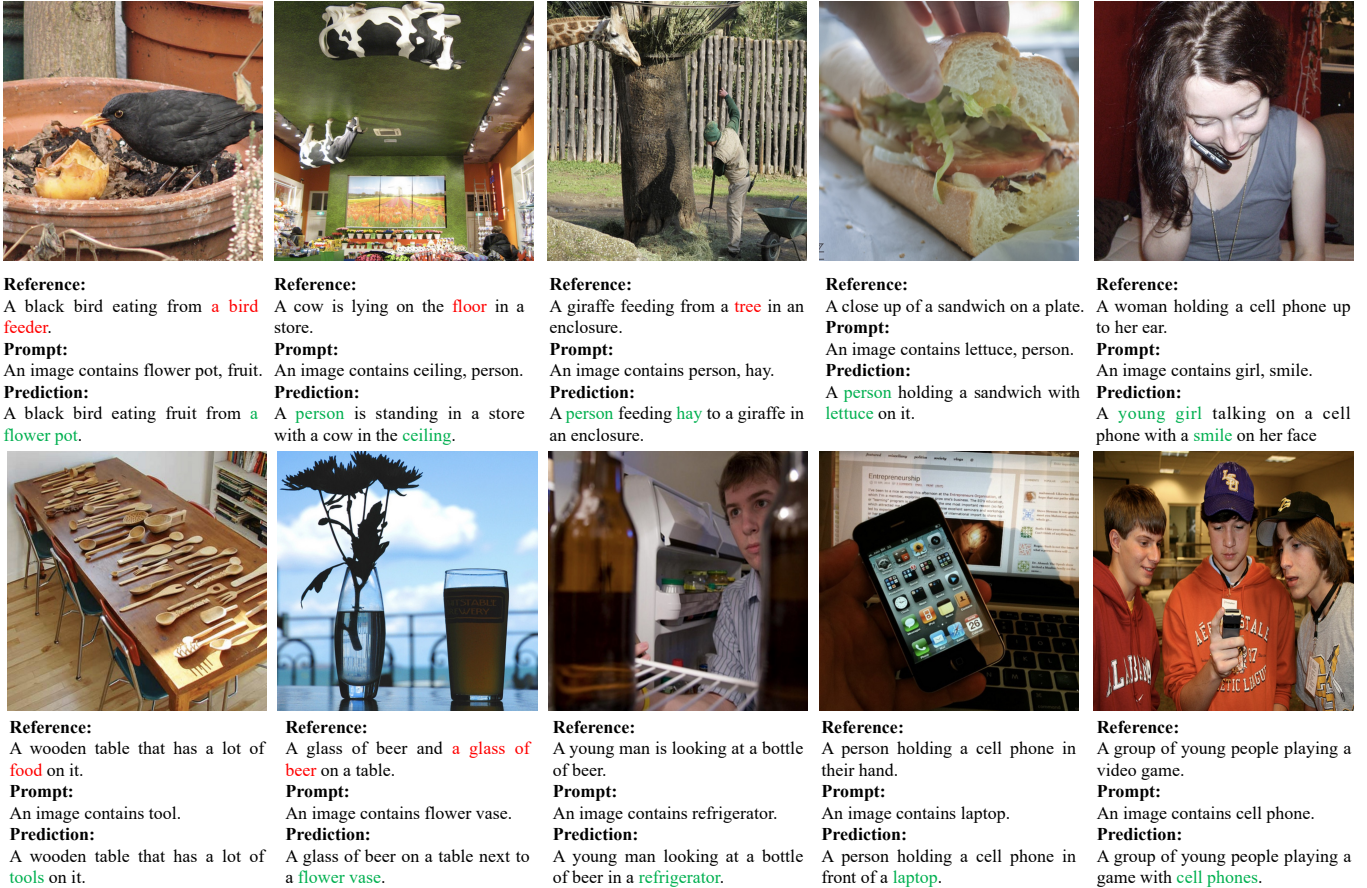 Reference:
A black bird eating from a bird
feeder.
Prompt:
An image contains flower pot, fruit.
Prediction:
A black bird eating fruit from a
flower pot.
Reference:
A cow is lying on the floor in a
store.
Prompt:
An image contains ceiling, person.
Prediction:
A person is standing in a store
with a cow in the ceiling.
Reference:
A giraffe feeding from a tree in an
enclosure.
Prompt:
An image contains person, hay.
Prediction:
A person feeding hay to a giraffe in
an enclosure.
Reference:
A close up of a sandwich on a plate.
Prompt:
An image contains lettuce, person.
Prediction:
A person holding a sandwich with
lettuce on it.
Reference:
A woman holding a cell phone up
to her ear.
Prompt:
An image contains girl, smile.
Prediction:
A young girl talking on a cell
phone with a smile on her face
Entrepreneurship
26
Reference:
A wooden table that has a lot of
food on it.
Prompt:
An image contains tool.
Prediction:
A wooden table that has a lot of
tools on it.
Reference:
A glass of beer and a glass of
beer on a table.
Prompt:
An image contains flower vase.
Prediction:
A glass of beer on a table next to
a flower vase.
Reference:
A young man is looking at a bottle
of beer.
Prompt:
An image contains refrigerator.
Prediction:
A young man looking at a bottle
of beer in a refrigerator.
Reference:
A person holding a cell phone in
their hand.
Prompt:
An image contains laptop.
Prediction:
A person holding a cell phone in
front of a laptop.
Reference:
A group of young people playing a
video game.
Prompt:
An image contains cell phone.
Prediction:
A group of young people playing a
game with cell phones.